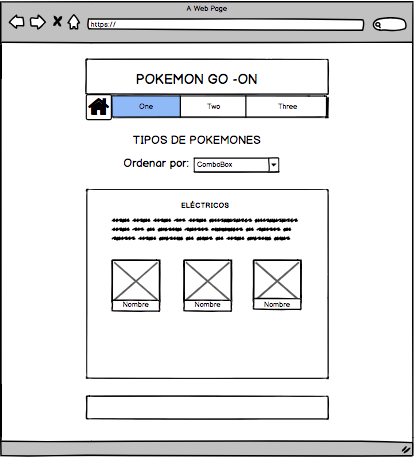 A Web Page
https://
POKEMON GO -ON
One Two Three
TIPOS DE POKEMONES
Ordenar por: ComboBox
ELÉCTRICOS
Nombre Nombre Nombre